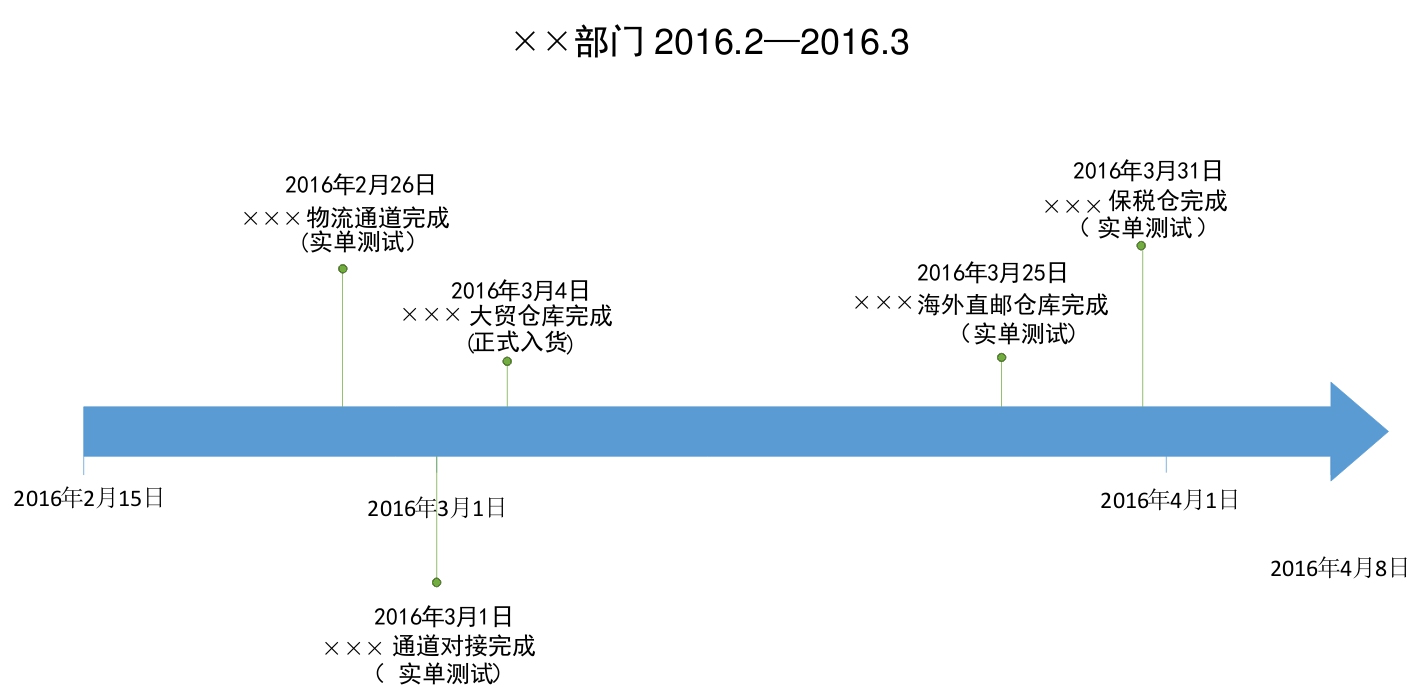 ××部门 2016.2—2016.3
2016年2月26日
×××物流通道完成
(实单测试）
2016年3月4日
××× 大贸仓库完成
(正式入货)
2016年3月25日
×××海外直邮仓库完成
（实单测试)
2016年3月31日
×××保税仓完成
（ 实单测试）
2016年2月15日
2016年3月1日
2016年4月1日
2016年4月8日
2016年3月1日
××× 通道对接完成
（ 实单测试)